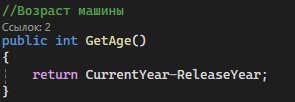 //Возраст машины
Ссылок: 2
public int GetAge()
{
return CurrentYear-ReleaseYear;
}